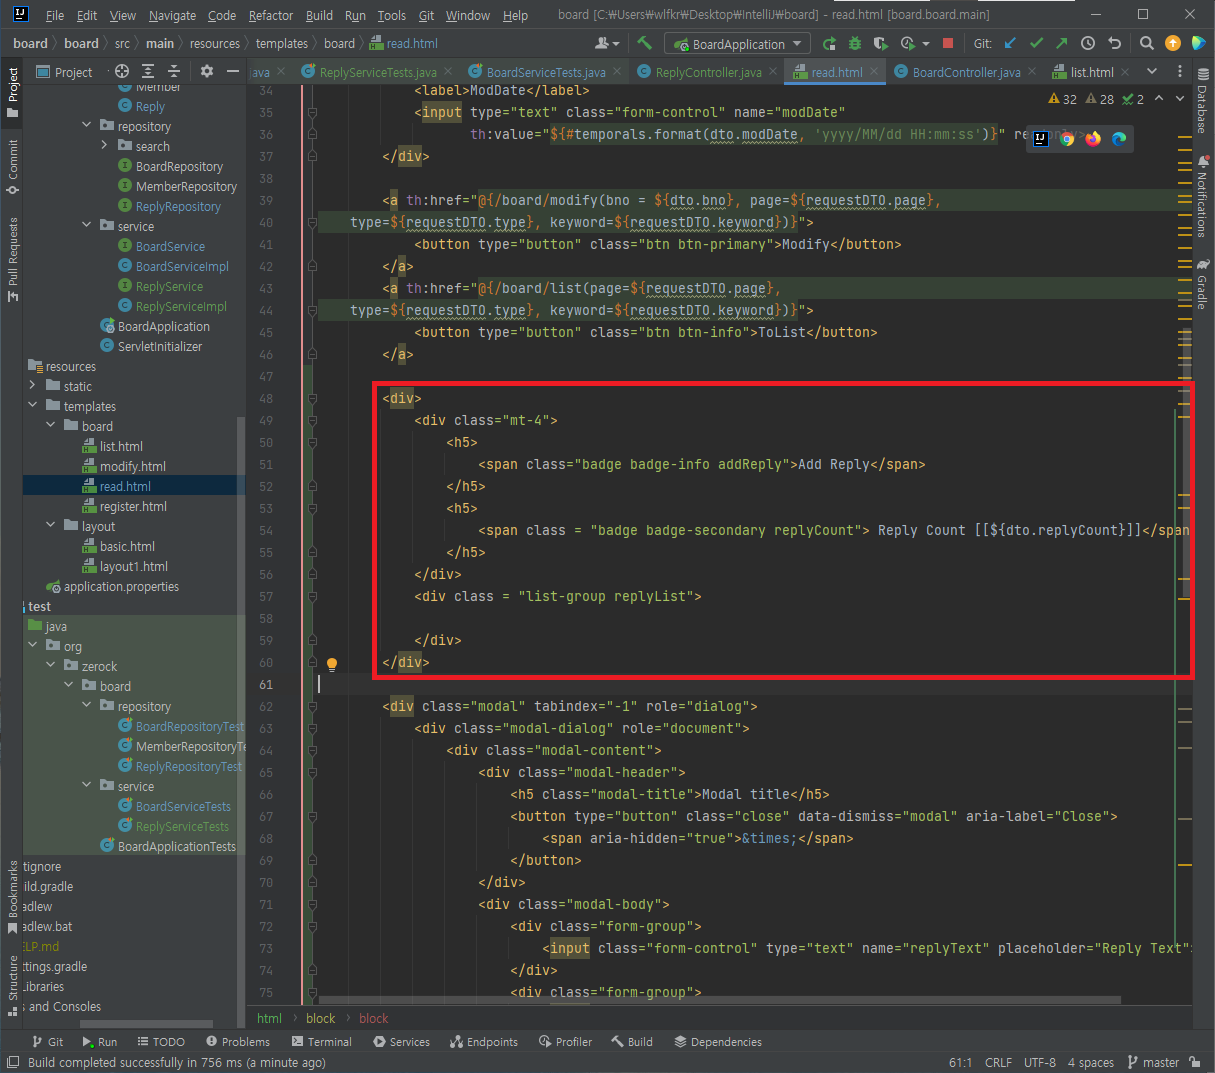 File Edit View Navigate Code Refactor Build Run Tools Git Window Help board [C:₩Users₩wlfkr₩Desktop₩IntelliJ₩board] - read.html [board.board.main]
board board src main resources templates board read.html BoardApplication Git:
Project java ReplyServiceTests.java BoardServiceTests.java ReplyController.java read.html BoardController.java list.html
Project
Commit
Pull Requests
Bookmarks
Structure
Database
Notifications
Gradle
Member
Reply
repository
search
BoardRepository
MemberRepository
ReplyRepository
service
BoardService
BoardServiceImpl
ReplyService
ReplyServiceImpl
BoardApplication
ServletInitializer
resources
static
templates
board
list.html
modify.html
read.html
register.html
layout
basic.html
layout1.html
application.properties
test
java
org
zerock
board
repository
BoardRepositoryTest
MemberRepositoryTe
ReplyRepositoryTest
service
BoardServiceTests
ReplyServiceTests
BoardApplicationTests
tignore
ild.gradle
adlew
adlew.bat
ELP.md
ttings.gradle
Libraries
s and Consoles
32 28 2
34 <label>ModDate</label>
35 <input type="text" class="form-control" name="modDate"
36 th:value="${#temporals.format(dto.modDate, 'yyyy/MM/dd HH:mm:ss')}"
37 </div>
38
39 <a th:href="@{/board/modify(bno = ${dto.bno}, page=${requestDTO.page},
40 type=${requestDTO.type}, keyword=${requestDTO.keyword})}">
41 <button type="button" class="btn btn-primary">Modify</button>
42 </a>
43 <a th:href="@{/board/list(page=${requestDTO.page},
44 type=${requestDTO.type}, keyword=${requestDTO.keyword})}">
45 <button type="button" class="btn btn-info">ToList</button>
46 </a>
47
48 <div>
49 <div class="mt-4">
50 <h5>
51 <span class="badge badge-info addReply">Add Reply</span>
52 </h5>
53 <h5>
54 <span class = "badge badge-secondary replyCount"> Reply Count [[${dto.replyCount}]]</span
55 </h5>
56 </div>
57 <div class = "list-group replyList">
58
59 </div>
60 </div>
61
62 <div class="modal" tabindex="-1" role="dialog">
63 <div class="modal-dialog" role="document">
64 <div class="modal-content">
65 <div class="modal-header">
66 <h5 class="modal-title">Modal title</h5>
67 <button type="button" class="close" data-dismiss="modal" aria-label="Close">
68 <span aria-hidden="true">&times;</span>
69 </button>
70 </div>
71 <div class="modal-body">
72 <div class="form-group">
73 <input class="form-control" type="text" name="replyText" placeholder="Reply Text">
74 </div>
75 <div class="form-group">
html block block
Git Run TODO Problems Terminal Services Endpoints Profiler Build Dependencies
Build completed successfully in 756 ms (a minute ago) 61:1 CRLF UTF-8 4 spaces master